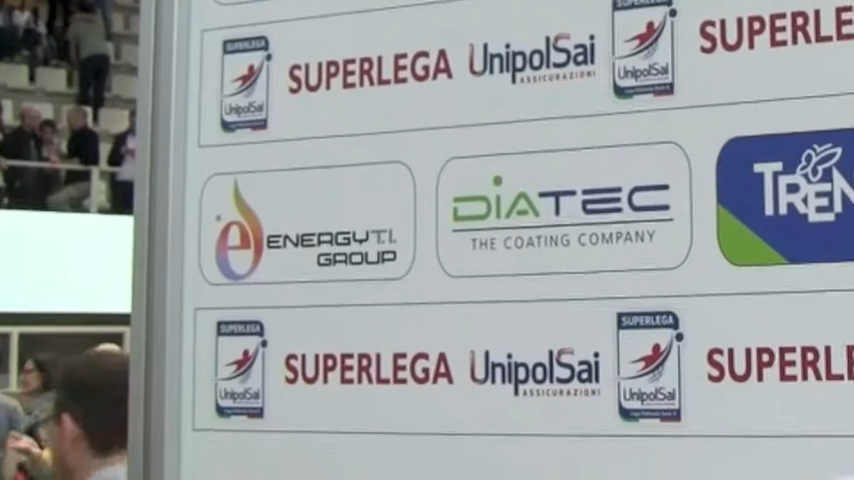 SUPERLEGA
UnipolSai
SUPERLEGA
UnipolSai
ASSICURAZIONI
SUPERLEGA
UnipolSai
SUPERLE
e ENERGY T.I.
GROUP
DIATEC
THE COATING COMPANY
TREN
SUPERLEGA
UnipolSai
SUPERLEGA
UnipolSai
ASSICURAZIONI
SUPERLEGA
UnipolSai
SUPERLE